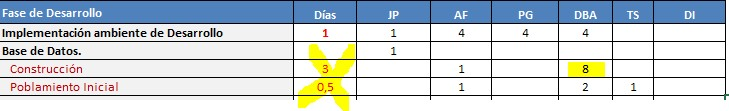 Fase de Desarrollo Días JP AF PG DBA TS DI
Implementación ambiente de Desarrollo 1 1 4 4 4
Base de Datos. 1
Construcción 3 1 8
Poblamiento Inicial 0,5 1 2 1